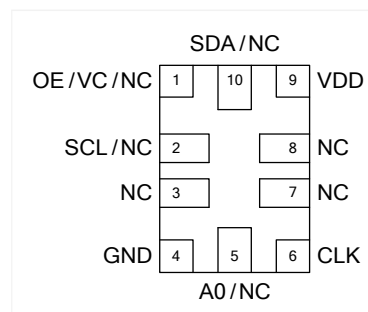 SDA/NC
OE/VC/NC 1 10 9 VDD
SCL/NC 2 8 NC
NC 3 7 NC
GND 4 5 6 CLK
A0/NC